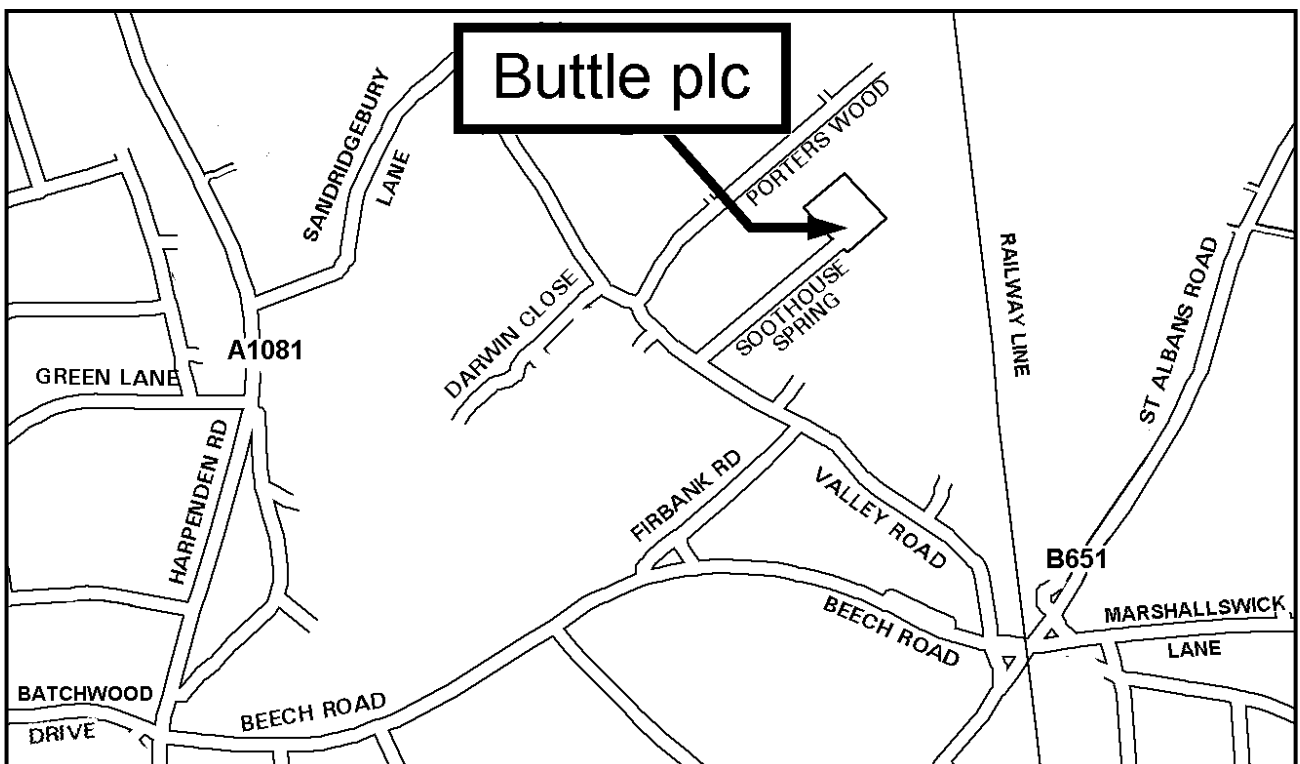 Buttle plc
SANDRIDGEBURY
LANE
PORTERS WOOD
RAILWAY LINE
ST ALBANS ROAD
DARWIN CLOSE
SOOTHOUSE
SPRING
A1081
GREEN LANE
HARPENDEN RD
FIRBANK RD
VALLEY ROAD
B651
BEECH ROAD
MARSHALLSWICK
LANE
BATCHWOOD
DRIVE
BEECH ROAD